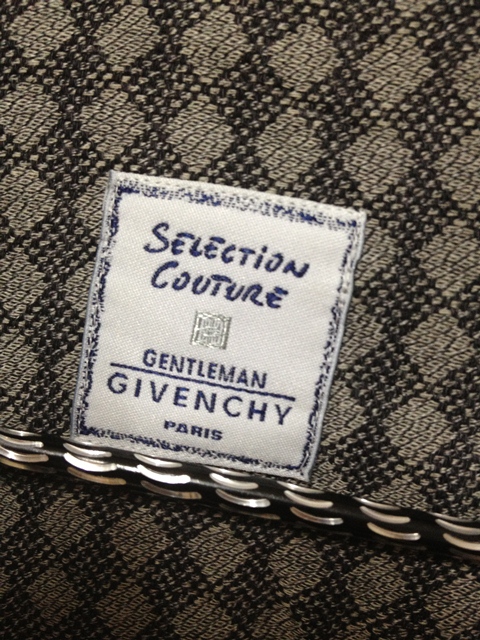 SELECTION
COUTURE
GENTLEMAN
GIVENCHY
PARIS